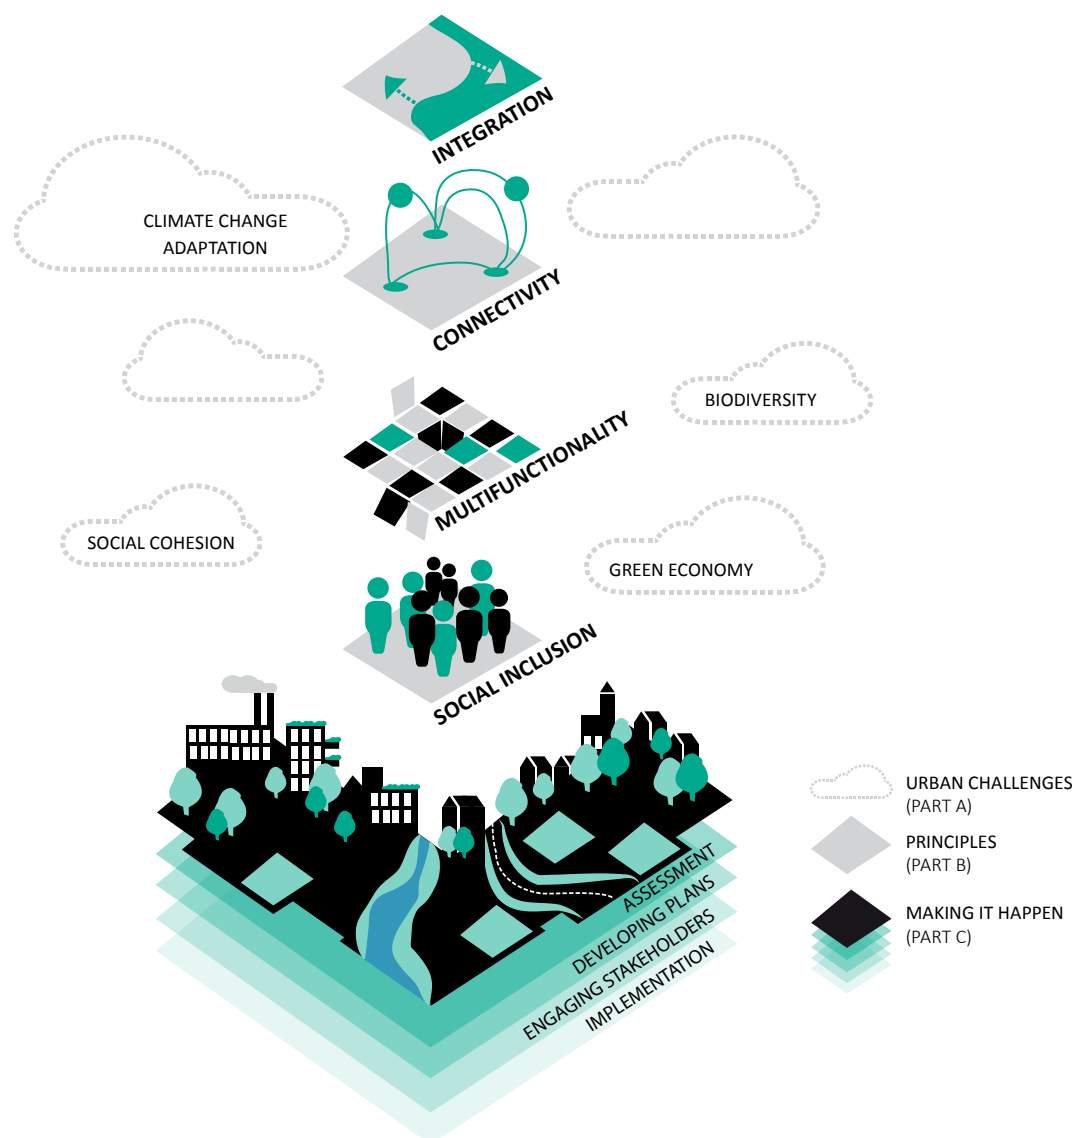 INTEGRATION
CLIMATE CHANGE
ADAPTATION
CONNECTIVITY
BIODIVERSITY
MULTIFUNCTIONALITY
SOCIAL COHESION
GREEN ECONOMY
SOCIAL INCLUSION
URBAN CHALLENGES
(PART A)
PRINCIPLES
(PART B)
MAKING IT HAPPEN
(PART C)
ASSESSMENT
DEVELOPING PLANS
ENGAGING STAKEHOLDERS
IMPLEMENTATION